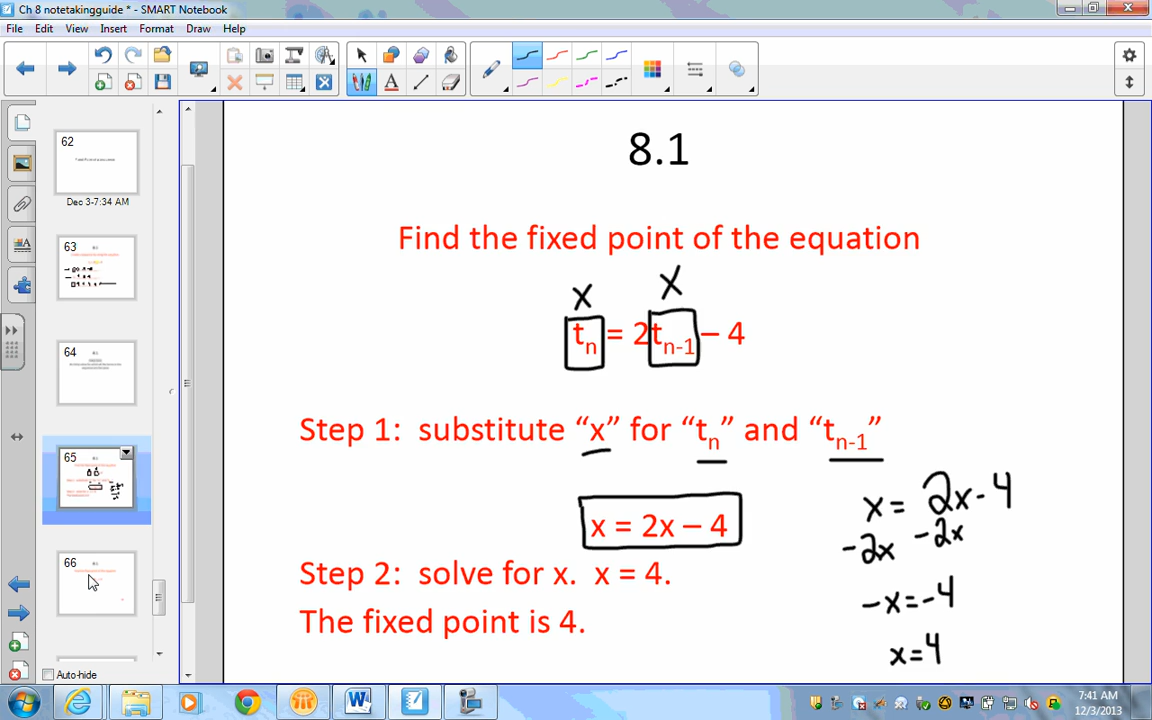 Ch 8 notetakingguide * - SMART Notebook
File Edit View Insert Format Draw Help
62
Dec 3-7:34 AM
63
64
65
66
Auto-hide
8.1
Find the fixed point of the equation
x x
tn = 2tn-1 – 4
Step 1: substitute “x” for “tn” and “tn-1”
x = 2x – 4
Step 2: solve for x. x = 4.
The fixed point is 4.
x = 2x - 4
-2x -2x
-x = -4
x = 4
7:41 AM
12/3/2013